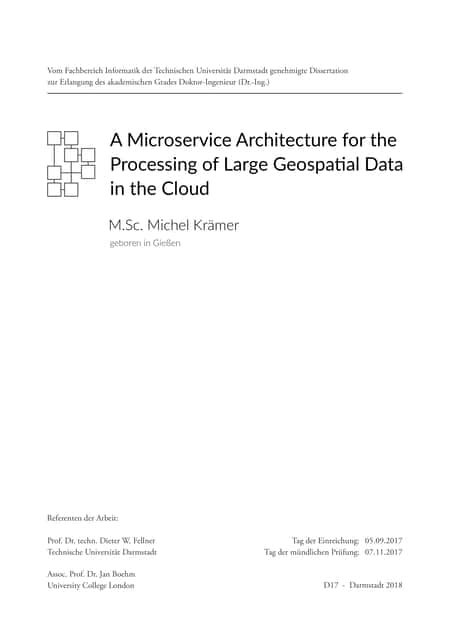 Vom Fachbereich Informatik der Technischen Universität Darmstadt genehmigte Dissertation
zur Erlangung des akademischen Grades Doktor-Ingenieur (Dr.-Ing.)
A Microservice Architecture for the
Processing of Large Geospatial Data
in the Cloud
M.Sc. Michel Krämer
geboren in Gießen
Referenten der Arbeit:
Prof. Dr. techn. Dieter W. Fellner
Technische Universität Darmstadt
Assoc. Prof. Dr. Jan Boehm
University College London
Tag der Einreichung: 05.09.2017
Tag der mündlichen Prüfung: 07.11.2017
D17 - Darmstadt 2018